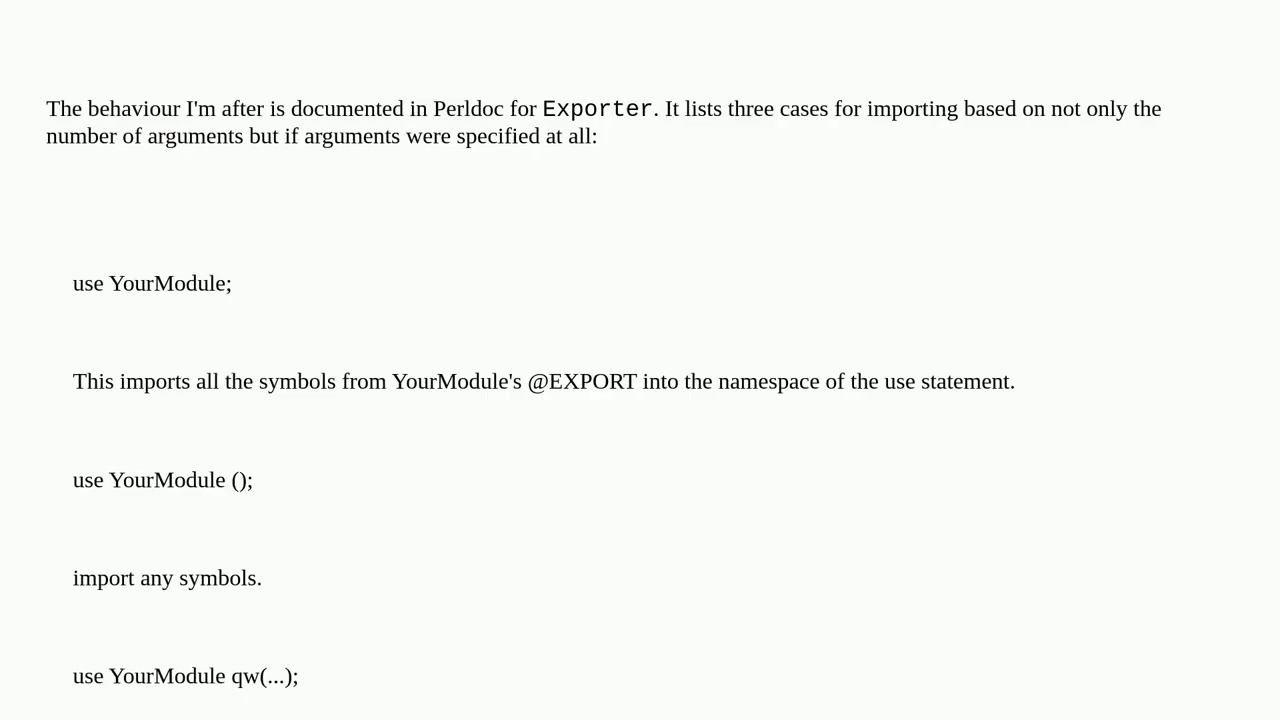 The behaviour I'm after is documented in Perldoc for Exporter. It lists three cases for importing based on not only the
number of arguments but if arguments were specified at all:
use YourModule;
This imports all the symbols from YourModule's @EXPORT into the namespace of the use statement.
use YourModule ();
import any symbols.
use YourModule qw(...);